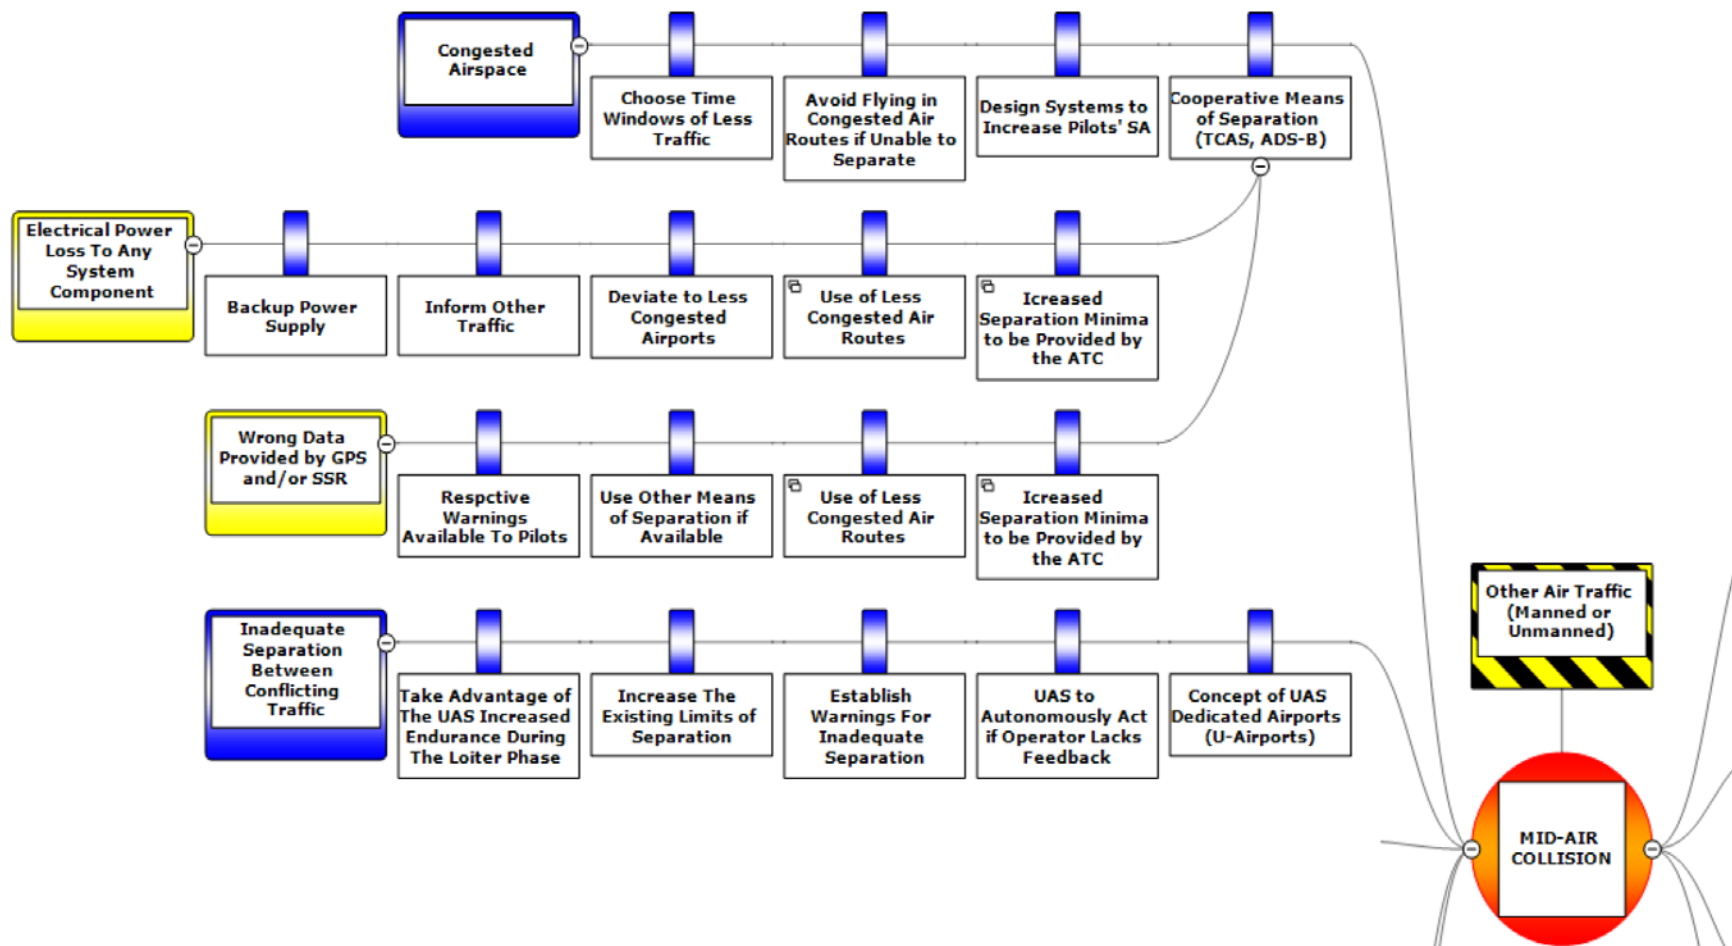 Congested
Airspace
Choose Time
Windows of Less
Traffic
Avoid Flying in
Congested Air
Routes if Unable to
Separate
Design Systems to
Increase Pilots' SA
Cooperative Means
of Separation
(TCAS, ADS-B)
Electrical Power
Loss To Any
System
Component
Backup Power
Supply
Inform Other
Traffic
Deviate to Less
Congested
Airports
Use of Less
Congested Air
Routes
Icreased
Separation Minima
to be Provided by
the ATC
Wrong Data
Provided by GPS
and/or SSR
Respctive
Warnings
Available To Pilots
Use Other Means
of Separation if
Available
Use of Less
Congested Air
Routes
Icreased
Separation Minima
to be Provided by
the ATC
Inadequate
Separation
Between
Conflicting
Traffic
Take Advantage of
The UAS Increased
Endurance During
The Loiter Phase
Increase The
Existing Limits of
Separation
Establish
Warnings For
Inadequate
Separation
UAS to
Autonomously Act
if Operator Lacks
Feedback
Concept of UAS
Dedicated Airports
(U-Airports)
Other Air Traffic
(Manned or
Unmanned)
MID-AIR
COLLISION